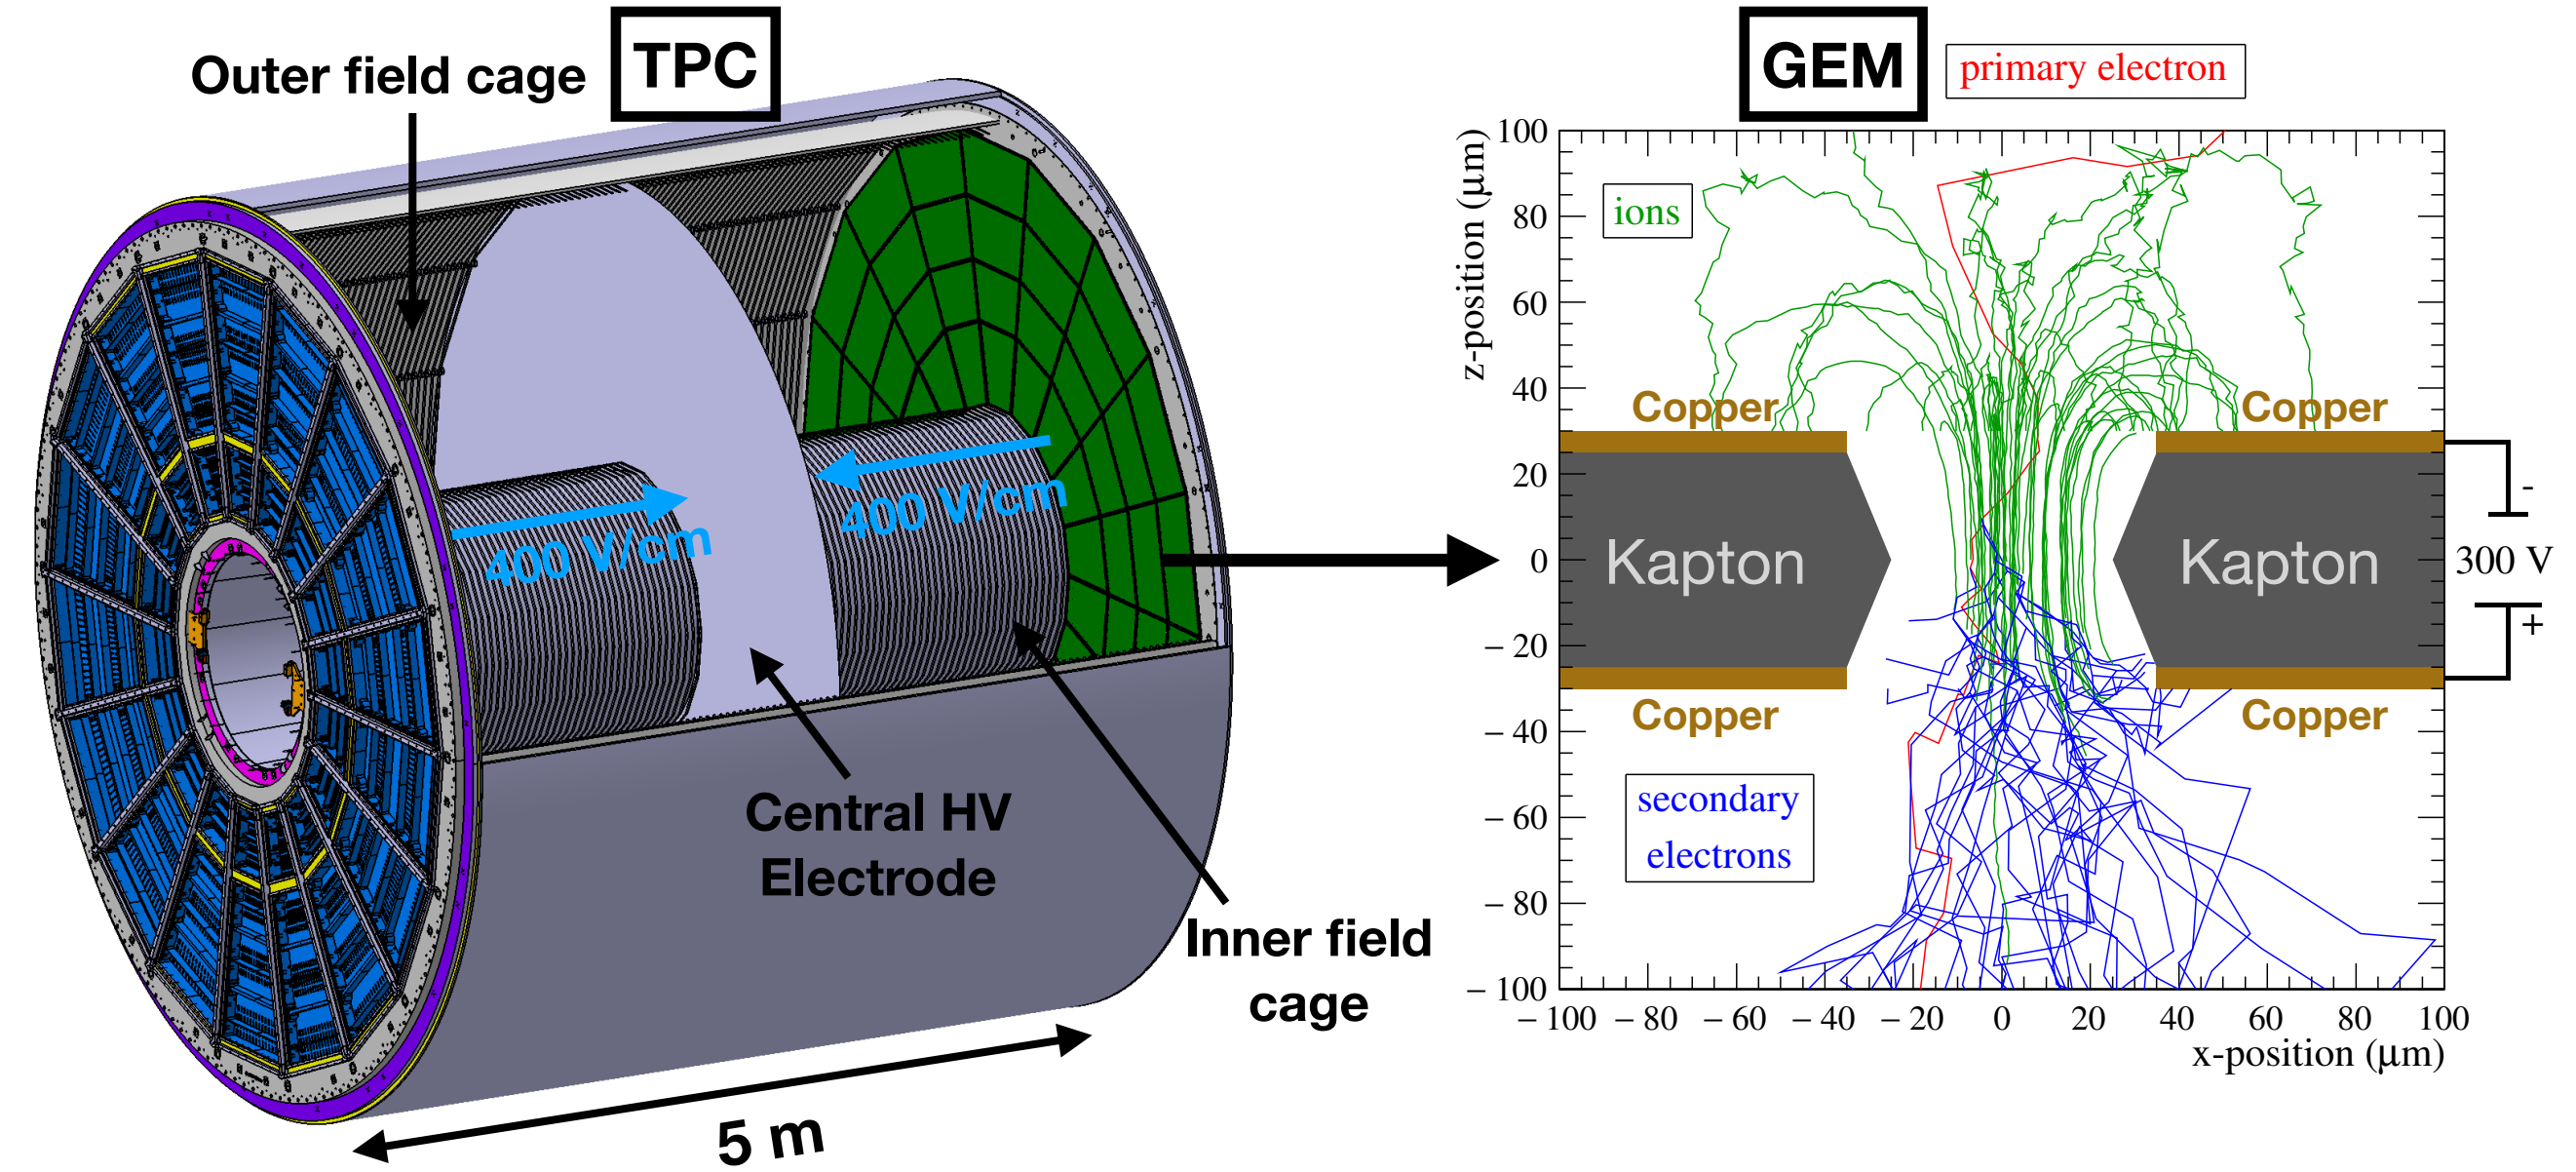 TPC
Outer field cage
400 V/cm
400 V/cm
Central HV
Electrode
Inner field
cage
5 m
GEM
primary electron
ions
secondary
electrons
Copper
Copper
Kapton
Kapton
Copper
Copper
-
300 V
+
z-position (μm)
100
80
60
40
20
0
– 20
– 40
– 60
– 80
– 100
– 100 – 80 – 60 – 40 – 20 0 20 40 60 80 100
x-position (μm)